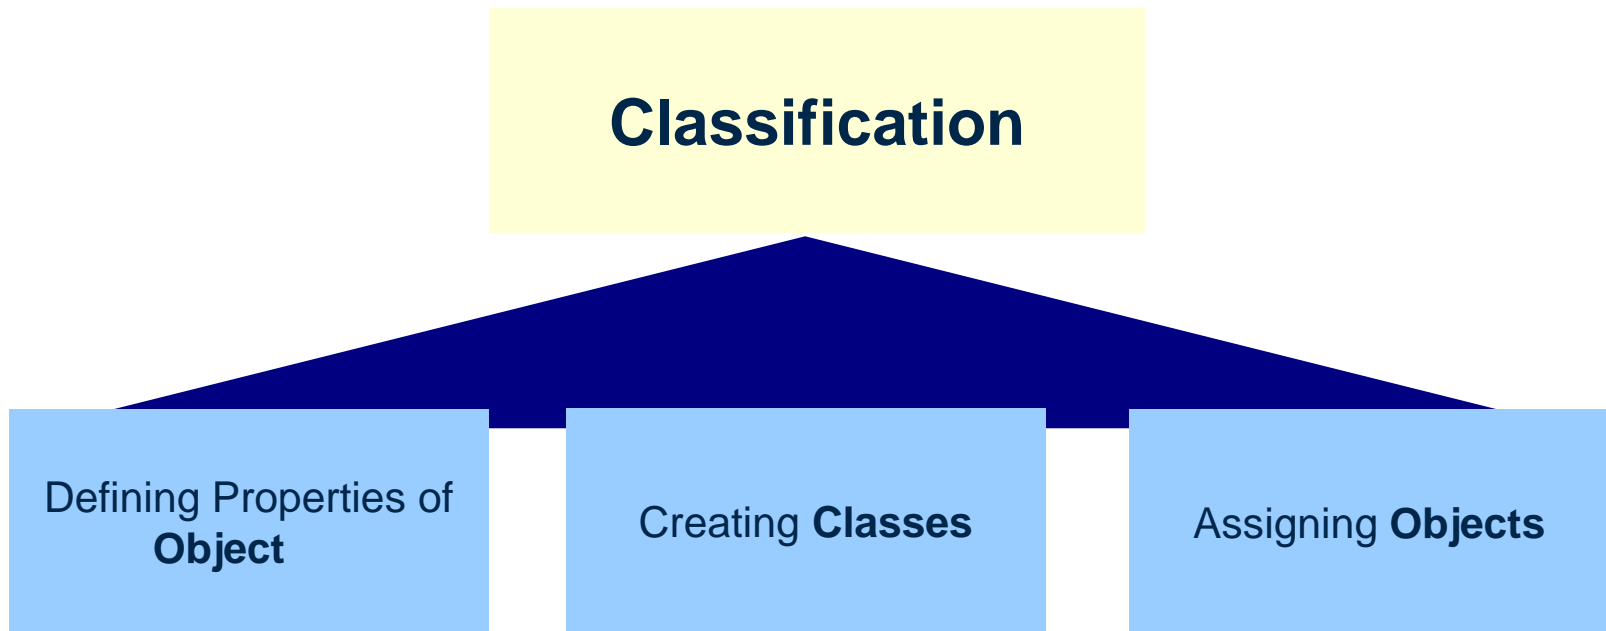 Classification
Defining Properties of
Object
Creating Classes
Assigning Objects